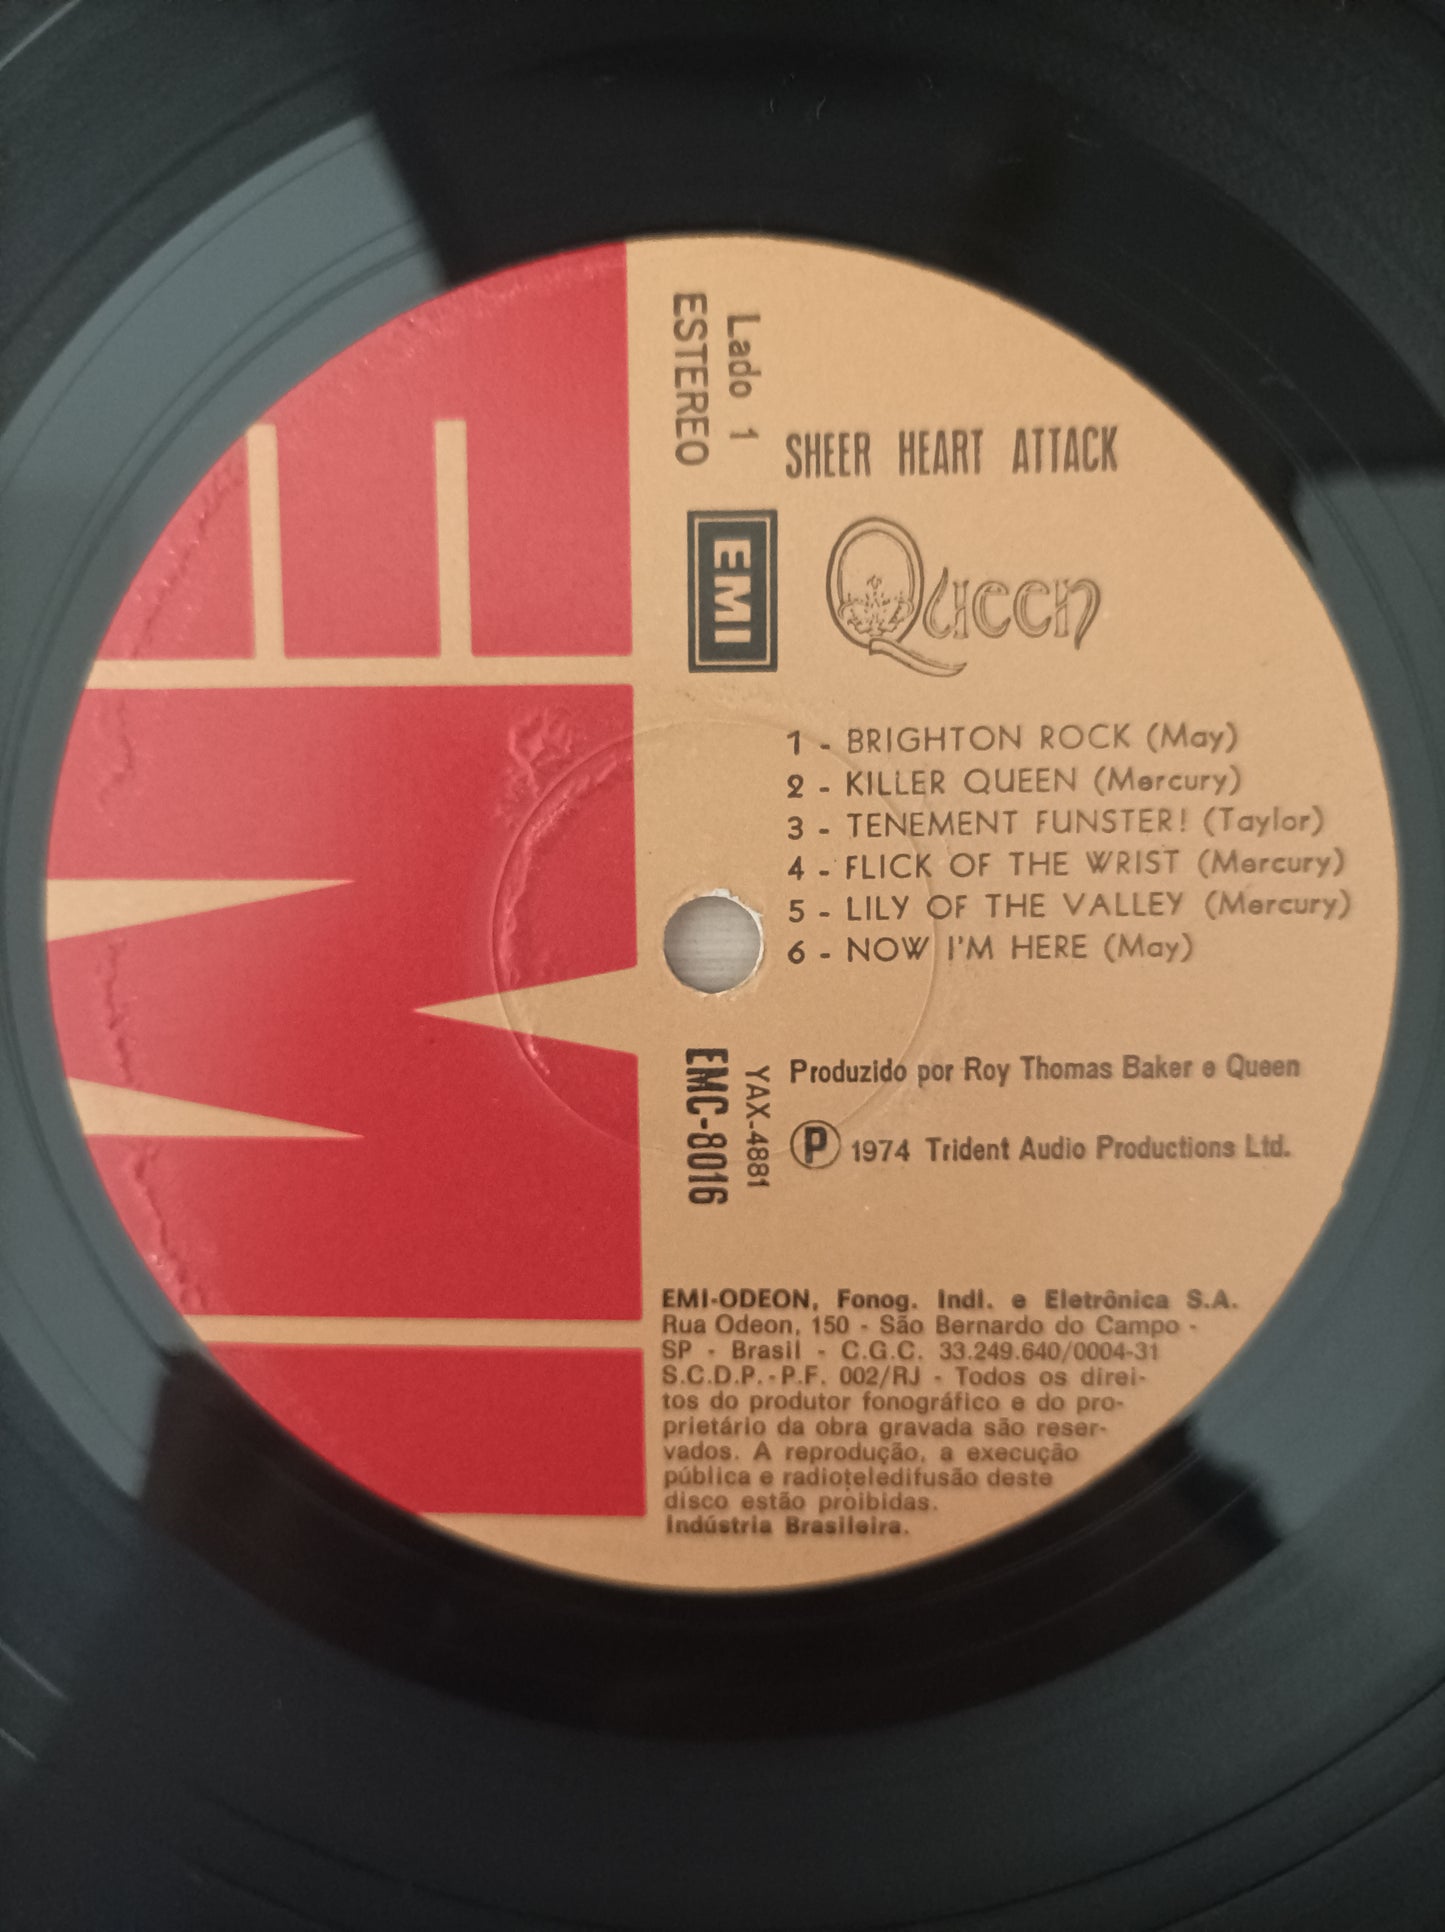 Lado 1
ESTEREO
SHEER HEART ATTACK
EMI
Queen
1 - BRIGHTON ROCK (May)
2 - KILLER QUEEN (Mercury)
3 - TENEMENT FUNSTER! (Taylor)
4 - FLICK OF THE WRIST (Mercury)
5 - LILY OF THE VALLEY (Mercury)
6 - NOW I'M HERE (May)
YAX-4881
EMC-8016
Produzido por Roy Thomas Baker e Queen
Ⓟ 1974 Trident Audio Productions Ltd.
EMI-ODEON, Fonog. Indl. e Eletrônica S.A.
Rua Odeon, 150 - São Bernardo do Campo -
SP - Brasil - C.G.C. 33.249.640/0004-31
S.C.D.P.-P.F. 002/RJ - Todos os direi-
tos do produtor fonográfico e do pro-
prietário da obra gravada são reser-
vados. A reprodução, a execução
pública e radioteledifusão deste
disco estão proibidas.
Indústria Brasileira.
EMI